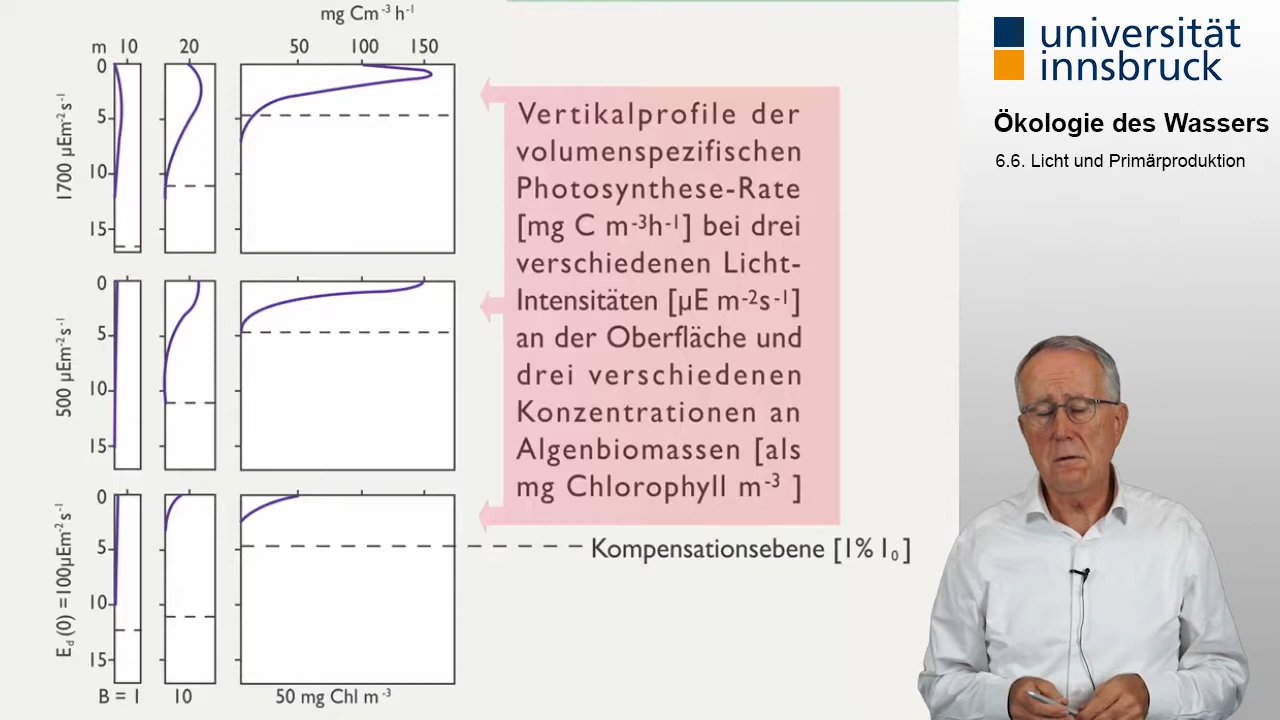 mg Cm⁻³ h⁻¹
m 10 20 50 100 150
0
5
10
15
1700 µEm⁻²s⁻¹
0
5
10
15
500 µEm⁻²s⁻¹
0
5
10
15
E_d (0) =100µEm⁻²s⁻¹
B = 1 10 50 mg Chl m⁻³
Vertikalprofile der
volumenspezifischen
Photosynthese-Rate
[mg C m⁻³h⁻¹] bei drei
verschiedenen Licht-
Intensitäten [µE m⁻²s⁻¹]
an der Oberfläche und
drei verschiedenen
Konzentrationen an
Algenbiomassen [als
mg Chlorophyll m⁻³ ]
Kompensationsebene [1% I₀]
universität
innsbruck
Ökologie des Wassers
6.6. Licht und Primärproduktion